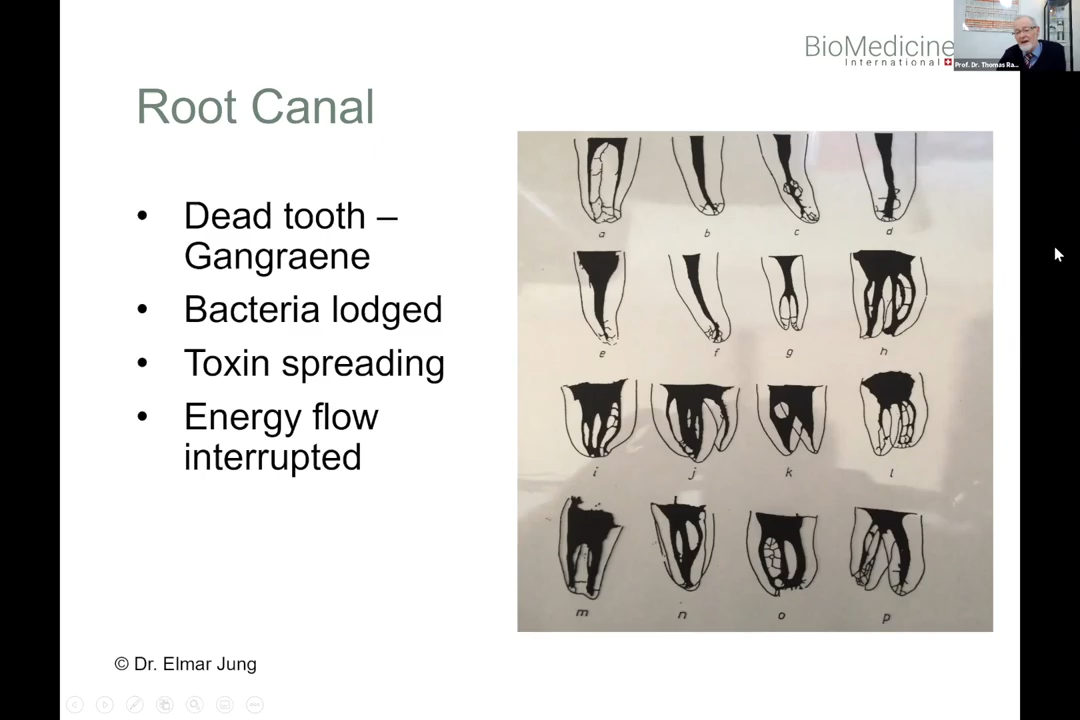 BioMedicine
International
Prof. Dr. Thomas Ra...
Root Canal
• Dead tooth –
Gangraene
• Bacteria lodged
• Toxin spreading
• Energy flow
interrupted
a b c d
e f g h
i j k l
m n o p
© Dr. Elmar Jung